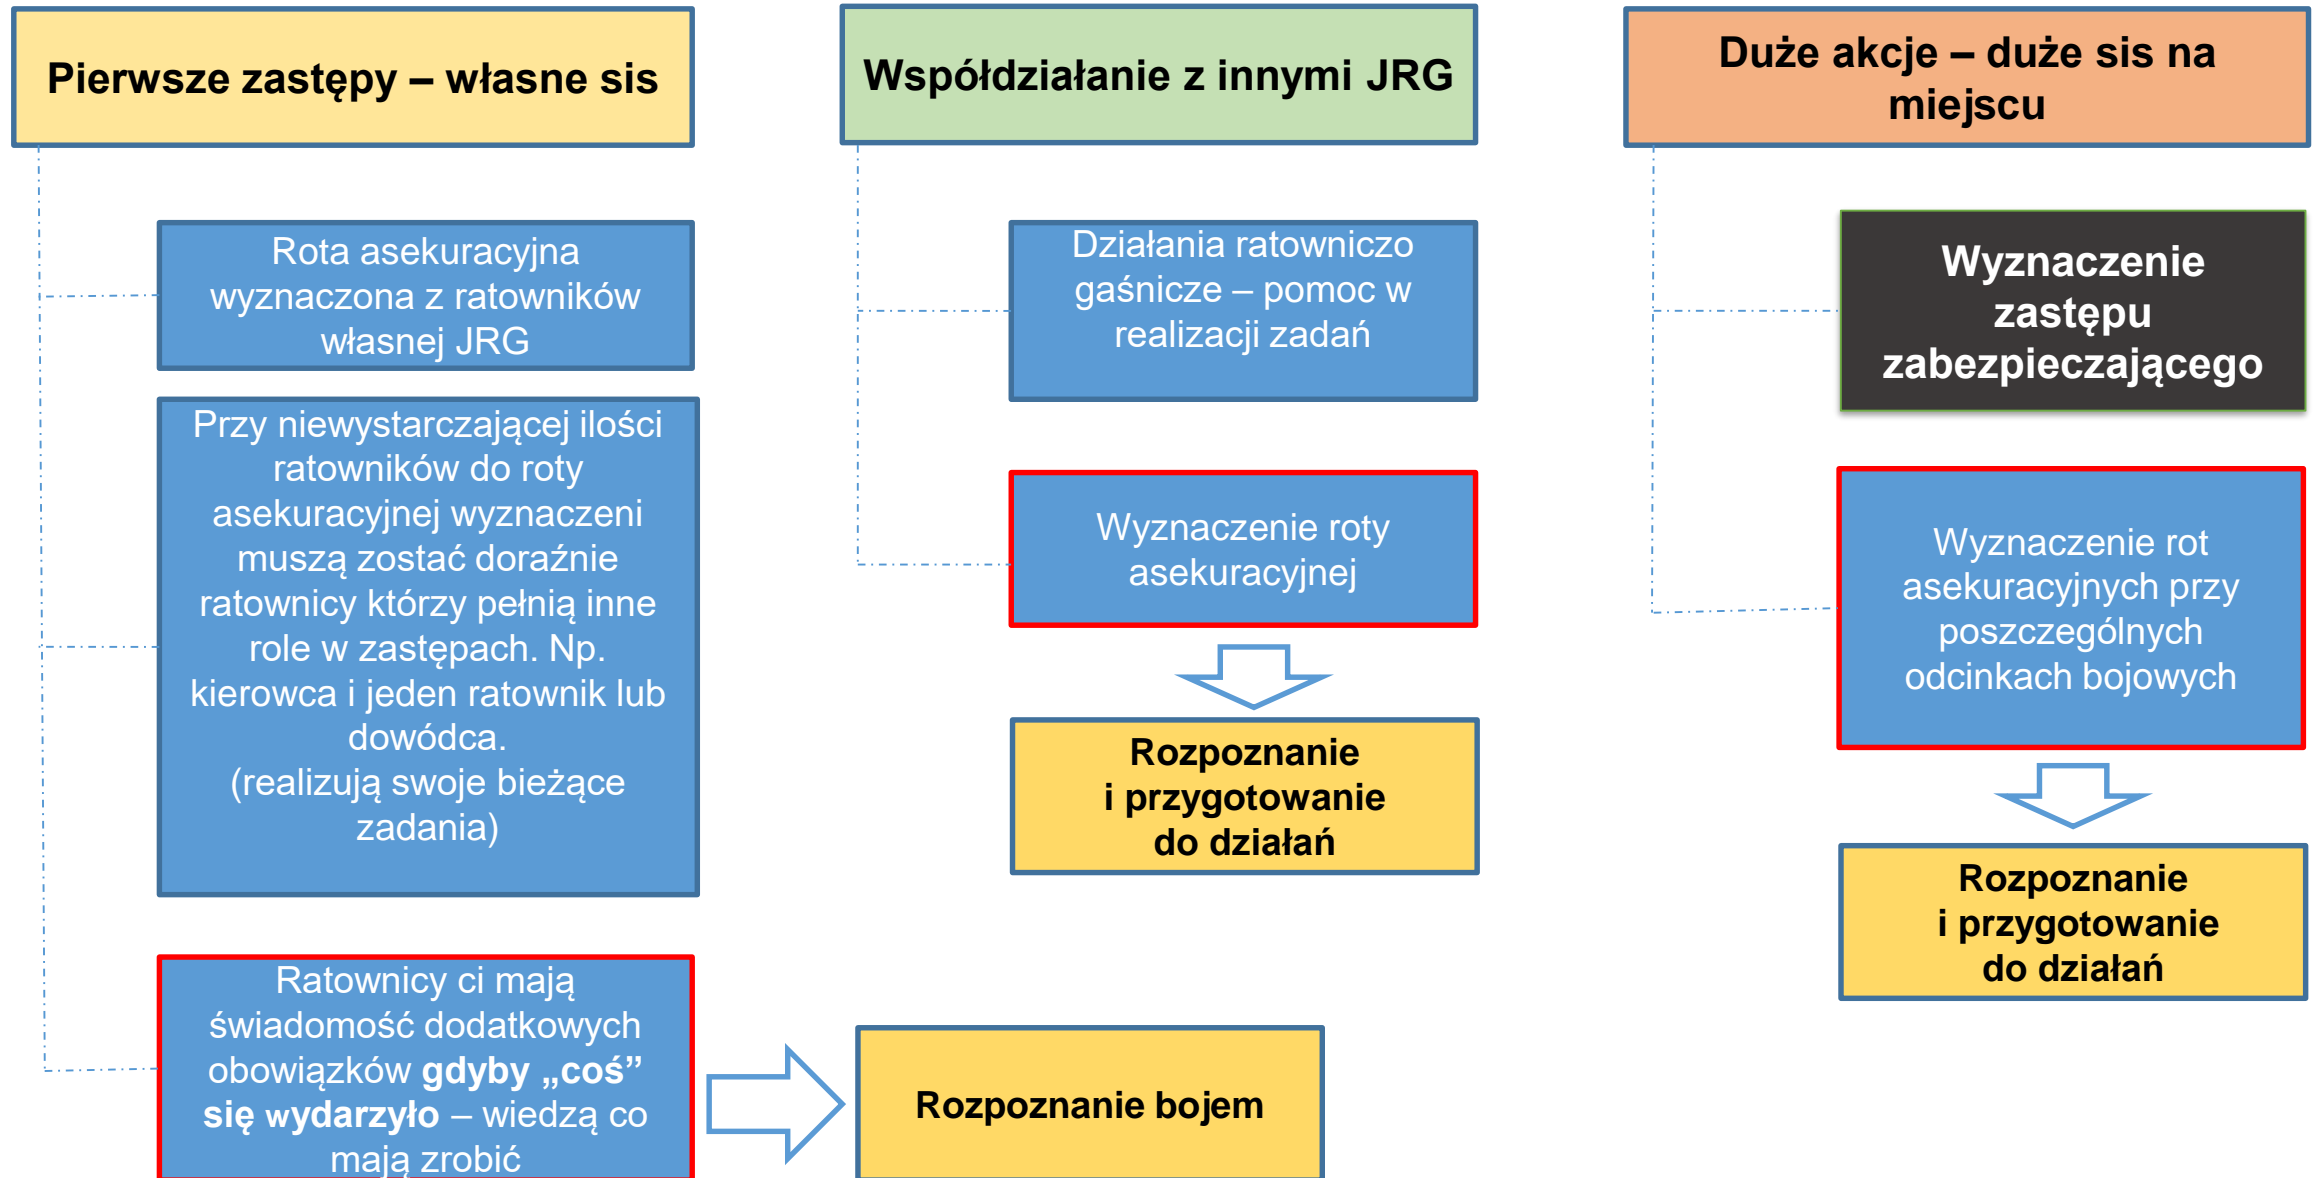 Pierwsze zastępy – własne sis
Rota asekuracyjna
wyznaczona z ratowników
własnej JRG
Przy niewystarczającej ilości
ratowników do roty
asekuracyjnej wyznaczeni
muszą zostać doraźnie
ratownicy którzy pełnią inne
role w zastępach. Np.
kierowca i jeden ratownik lub
dowódca.
(realizują swoje bieżące
zadania)
Ratownicy ci mają
świadomość dodatkowych
obowiązków gdyby „coś”
się wydarzyło – wiedzą co
mają zrobić
Rozpoznanie bojem
Współdziałanie z innymi JRG
Działania ratowniczo
gaśnicze – pomoc w
realizacji zadań
Wyznaczenie roty
asekuracyjnej
Rozpoznanie
i przygotowanie
do działań
Duże akcje – duże sis na
miejscu
Wyznaczenie
zastępu
zabezpieczającego
Wyznaczenie rot
asekuracyjnych przy
poszczególnych
odcinkach bojowych
Rozpoznanie
i przygotowanie
do działań